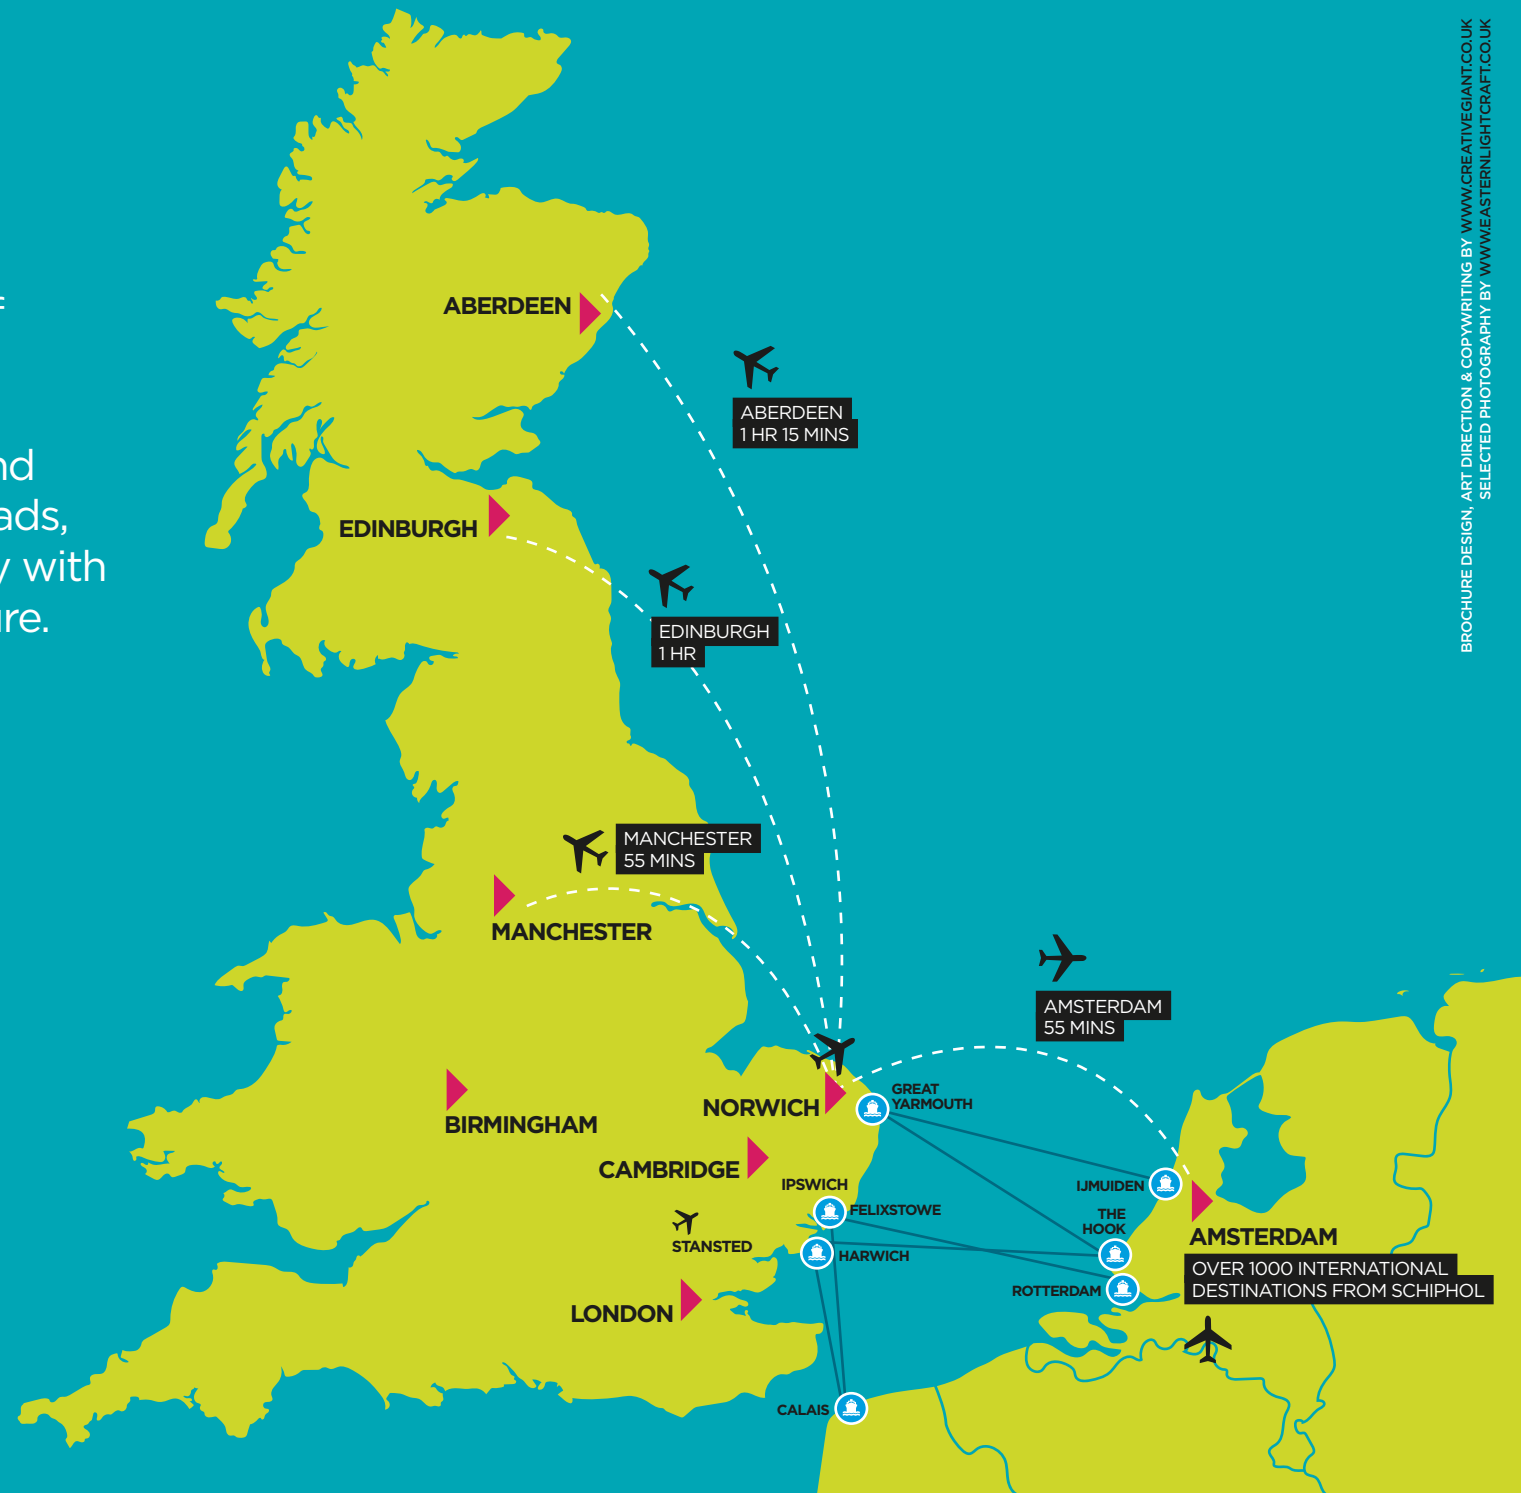 with
ABERDEEN
ABERDEEN
1 HR 15 MINS
EDINBURGH
EDINBURGH
1 HR
MANCHESTER
55 MINS
MANCHESTER
AMSTERDAM
55 MINS
NORWICH
GREAT
YARMOUTH
BIRMINGHAM
CAMBRIDGE
IPSWICH
FELIXSTOWE
IJMUIDEN
THE
HOOK
STANSTED
HARWICH
AMSTERDAM
OVER 1000 INTERNATIONAL
DESTINATIONS FROM SCHIPHOL
ROTTERDAM
LONDON
CALAIS
BROCHURE DESIGN, ART DIRECTION & COPYWRITING BY WWW.CREATIVEGIANT.CO.UK
SELECTED PHOTOGRAPHY BY WWW.EASTERNLIGHTCRAFT.CO.UK